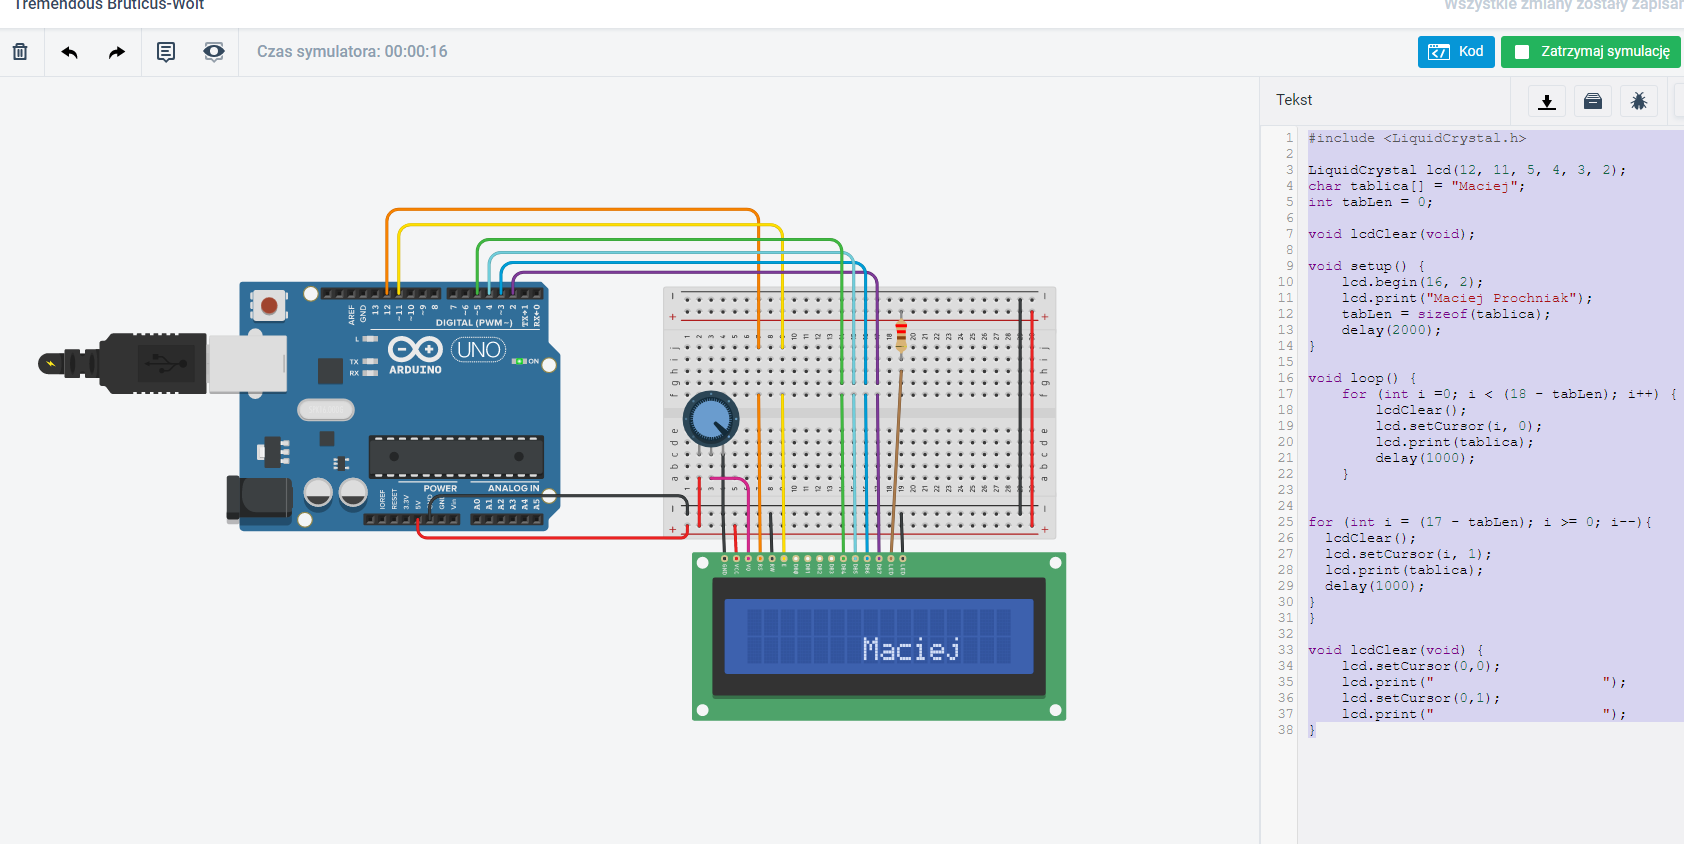 Tremendous Bruticus-Wolt
Wszystkie zmiany zostały zapisan
Czas symulatora: 00:00:16
Kod
Zatrzymaj symulację
Tekst
1 #include <LiquidCrystal.h>
2
3 LiquidCrystal lcd(12, 11, 5, 4, 3, 2);
4 char tablica[] = "Maciej";
5 int tabLen = 0;
6
7 void lcdClear(void);
8
9 void setup() {
10 lcd.begin(16, 2);
11 lcd.print("Maciej Prochniak");
12 tabLen = sizeof(tablica);
13 delay(2000);
14 }
15
16 void loop() {
17 for (int i =0; i < (18 - tabLen); i++) {
18 lcdClear();
19 lcd.setCursor(i, 0);
20 lcd.print(tablica);
21 delay(1000);
22 }
23
24
25 for (int i = (17 - tabLen); i >= 0; i--){
26 lcdClear();
27 lcd.setCursor(i, 1);
28 lcd.print(tablica);
29 delay(1000);
30 }
31 }
32
33 void lcdClear(void) {
34 lcd.setCursor(0,0);
35 lcd.print("                    ");
36 lcd.setCursor(0,1);
37 lcd.print("                    ");
38 }
AREF GND 13 12 ~11 ~10 ~9 8 7 ~6 ~5 4 ~3 2 TX→1 RX←0
DIGITAL (PWM~)
L
TX
RX
UNO
ARDUINO
ON
POWER
ANALOG IN
IOREF RESET 3.3V 5V GND Vin A0 A1 A2 A3 A4 A5
GND VCC VO RS RW E DB0 DB1 DB2 DB3 DB4 DB5 DB6 DB7 LED LED
Maciej